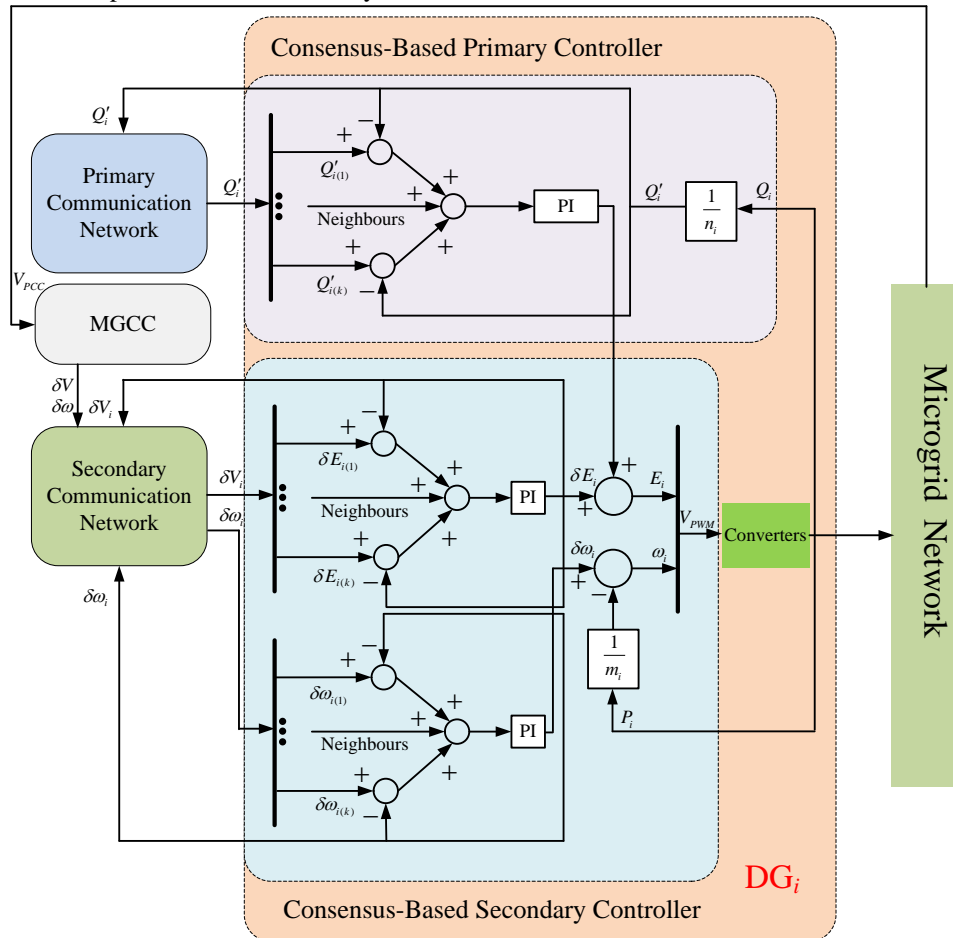 Consensus-Based Primary Controller
Q′i
Primary
Communication
Network
Q′i
+
−
Q′i(1)
+
+
Neighbours
+
+
Q′i(k)
−
PI
Q′i
1
ni
Qi
VPCC
MGCC
δV
δω
δVi
Secondary
Communication
Network
δVi
δωi
δωi
+
−
δEi(1)
+
+
Neighbours
+
+
δEi(k)
−
PI
δEi
+
+
Ei
VPWM
Converters
δωi
+
−
ωi
1
mi
Pi
+
−
δωi(1)
+
+
Neighbours
+
+
δωi(k)
−
PI
Microgrid Network
DGi
Consensus-Based Secondary Controller